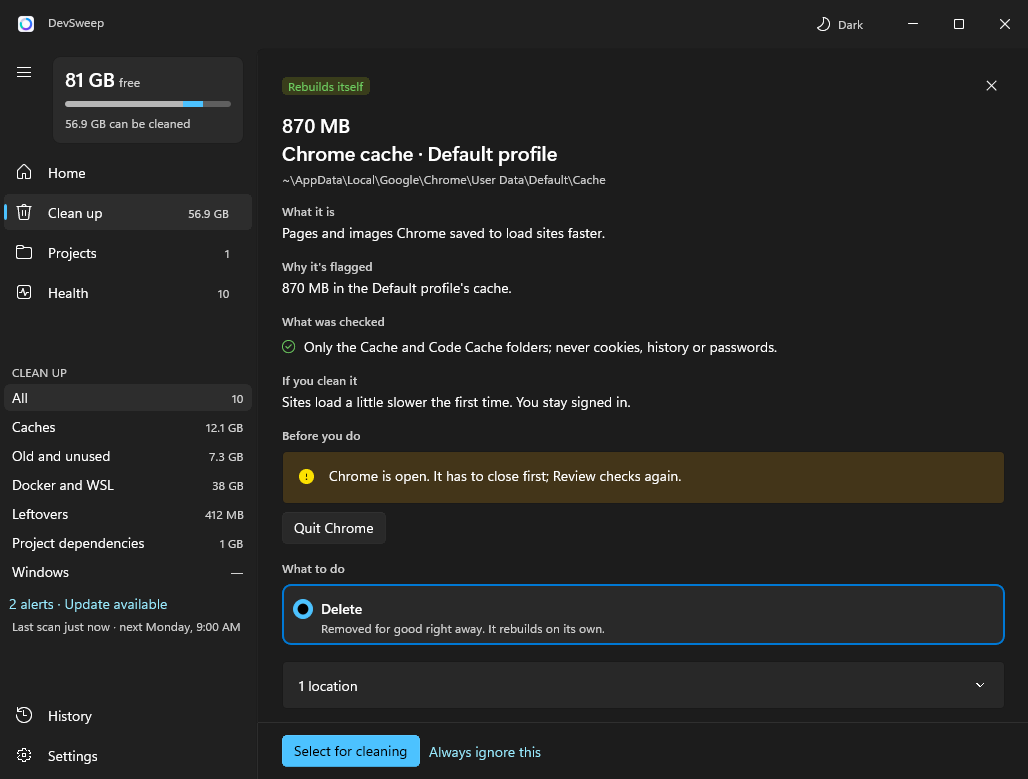 DevSweep
Dark
81 GB free
56.9 GB can be cleaned
Home
Clean up 56.9 GB
Projects 1
Health 10
CLEAN UP
All 10
Caches 12.1 GB
Old and unused 7.3 GB
Docker and WSL 38 GB
Leftovers 412 MB
Project dependencies 1 GB
Windows —
2 alerts · Update available
Last scan just now · next Monday, 9:00 AM
History
Settings
Rebuilds itself
870 MB
Chrome cache · Default profile
~\AppData\Local\Google\Chrome\User Data\Default\Cache
What it is
Pages and images Chrome saved to load sites faster.
Why it's flagged
870 MB in the Default profile's cache.
What was checked
Only the Cache and Code Cache folders; never cookies, history or passwords.
If you clean it
Sites load a little slower the first time. You stay signed in.
Before you do
Chrome is open. It has to close first; Review checks again.
Quit Chrome
What to do
Delete
Removed for good right away. It rebuilds on its own.
1 location
Select for cleaning
Always ignore this